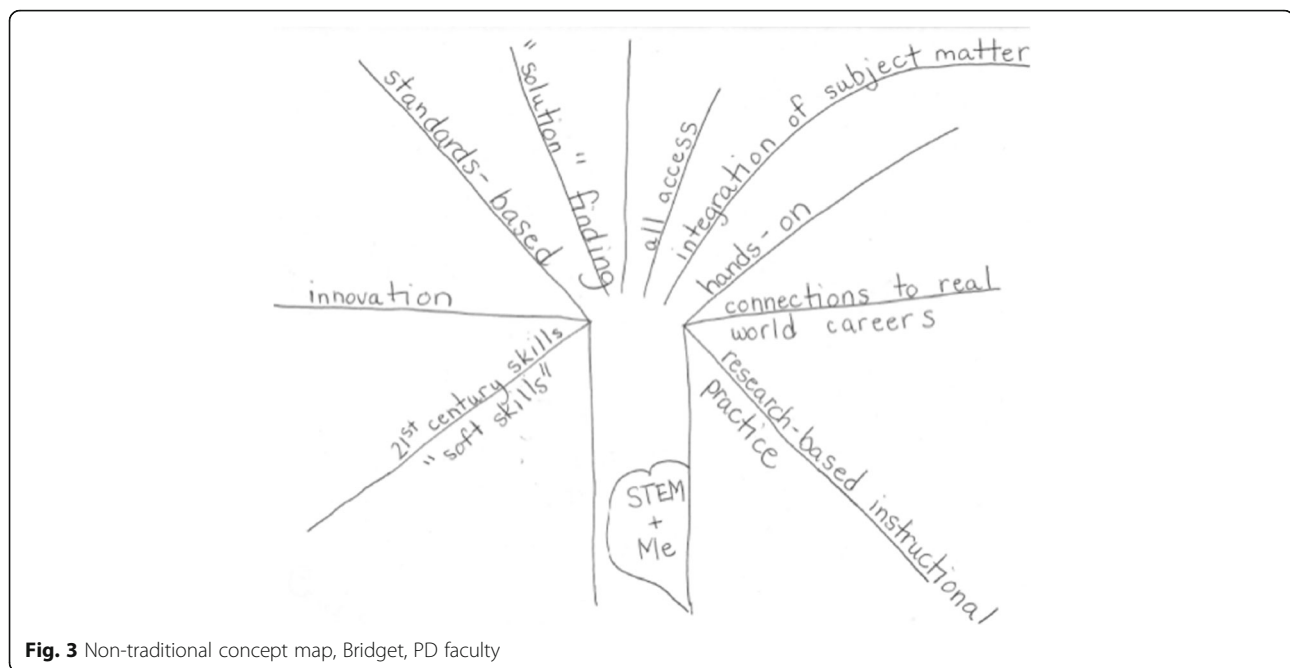 standards-based
"solution" finding
all access
integration of subject matter
hands-on
innovation
connections to real
world careers
21st century skills
"soft skills"
research-based instructional
practice
STEM
+
Me
Fig. 3 Non-traditional concept map, Bridget, PD faculty